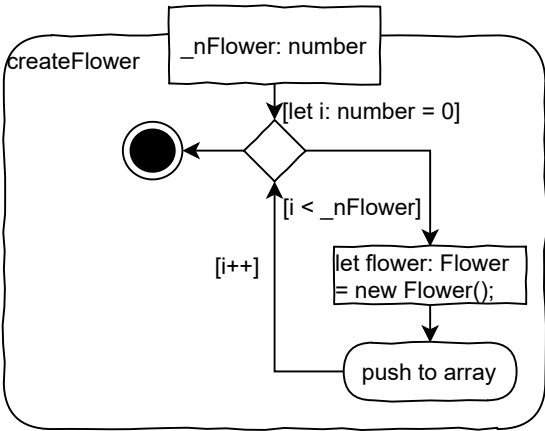 _nFlower: number
createFlower
[let i: number = 0]
[i < _nFlower]
[i++]
let flower: Flower
= new Flower();
push to array